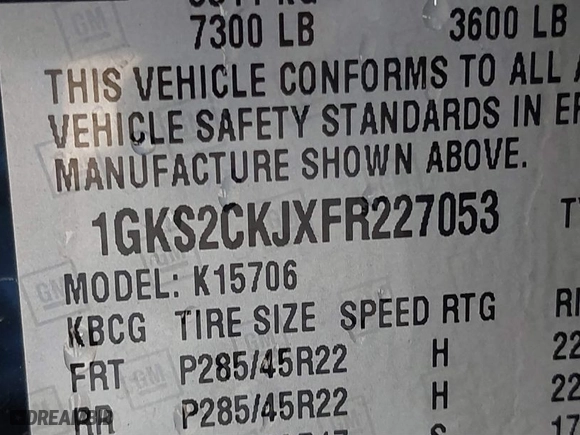 7300 LB 3600 LB
THIS VEHICLE CONFORMS TO ALL
VEHICLE SAFETY STANDARDS IN
MANUFACTURE SHOWN ABOVE.
1GKS2CKJXFR227053
MODEL: K15706
KBCG TIRE SIZE SPEED RTG
FRT P285/45R22 H 22
RR P285/45R22 H 22
GM